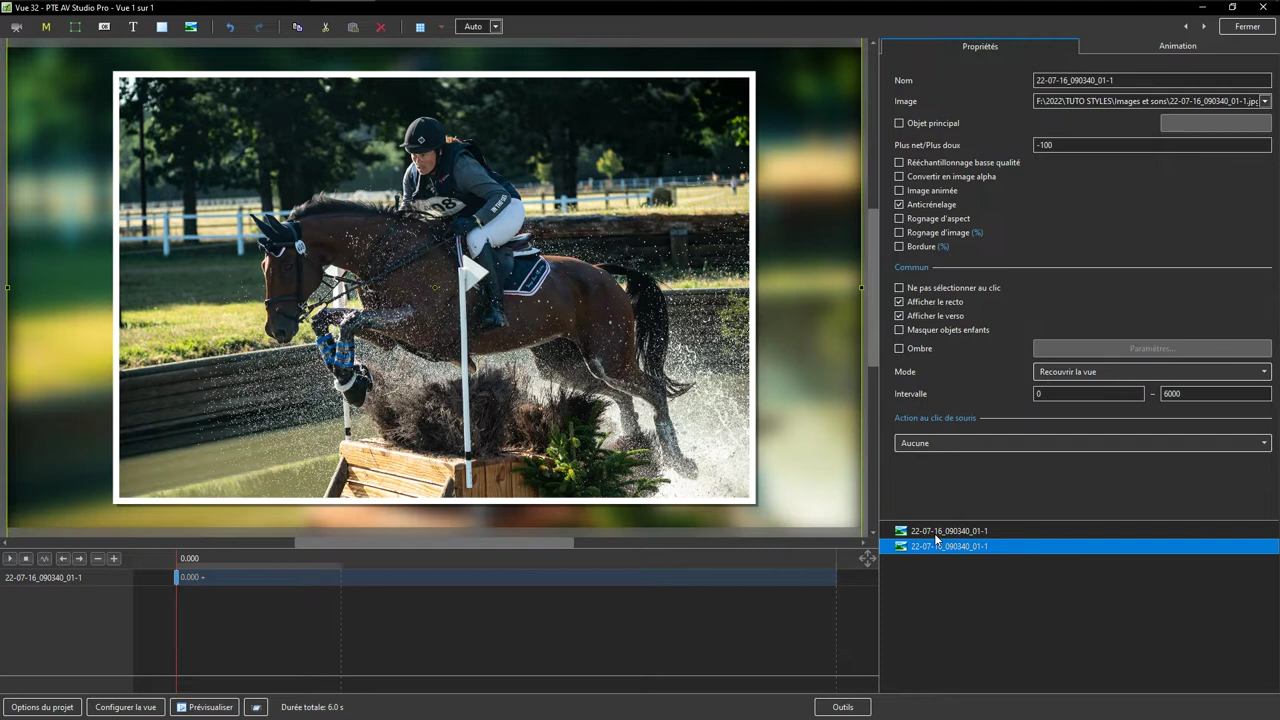 Vue 32 - PTE AV Studio Pro - Vue 1 sur 1
M
OK
T
Auto
Fermer
Propriétés
Animation
Nom
22-07-16_090340_01-1
Image
F:\2022\TUTO STYLES\Images et sons\22-07-16_090340_01-1.jpg
Objet principal
Plus net/Plus doux
-100
Rééchantillonnage basse qualité
Convertir en image alpha
Image animée
Anticrénelage
Rognage d'aspect
Rognage d'image (%)
Bordure (%)
Commun
Ne pas sélectionner au clic
Afficher le recto
Afficher le verso
Masquer objets enfants
Ombre
Paramètres...
Mode
Recouvrir la vue
Intervalle
0
–
6000
Action au clic de souris
Aucune
22-07-16_090340_01-1
22-07-16_090340_01-1
0.000
22-07-16_090340_01-1
0.000
Options du projet
Configurer la vue
Prévisualiser
Durée totale: 6.0 s
Outils